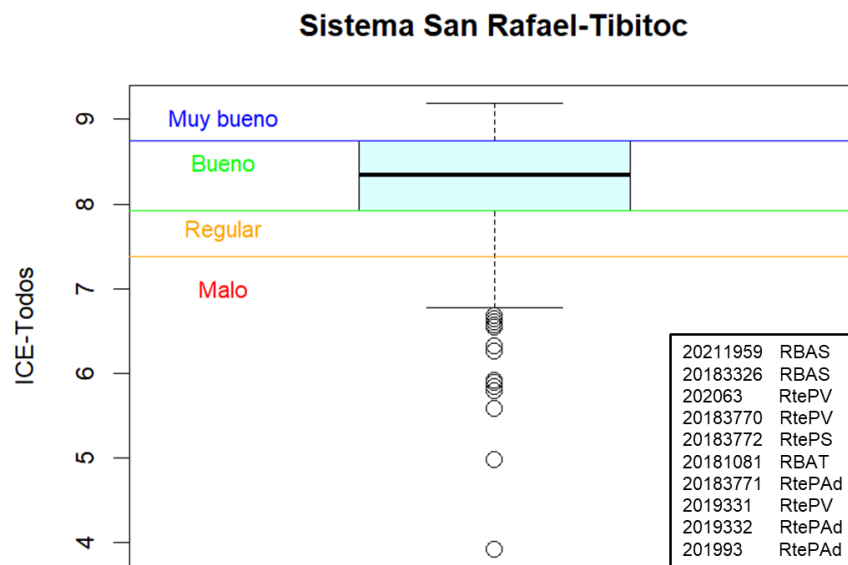 Sistema San Rafael-Tibitoc
9
Muy bueno
Bueno
8
Regular
7
Malo
ICE-Todos
6
5
4
20211959 RBAS
20183326 RBAS
202063 RtePV
20183770 RtePV
20183772 RtePS
20181081 RBAT
20183771 RtePAd
2019331 RtePV
2019332 RtePAd
201993 RtePAd